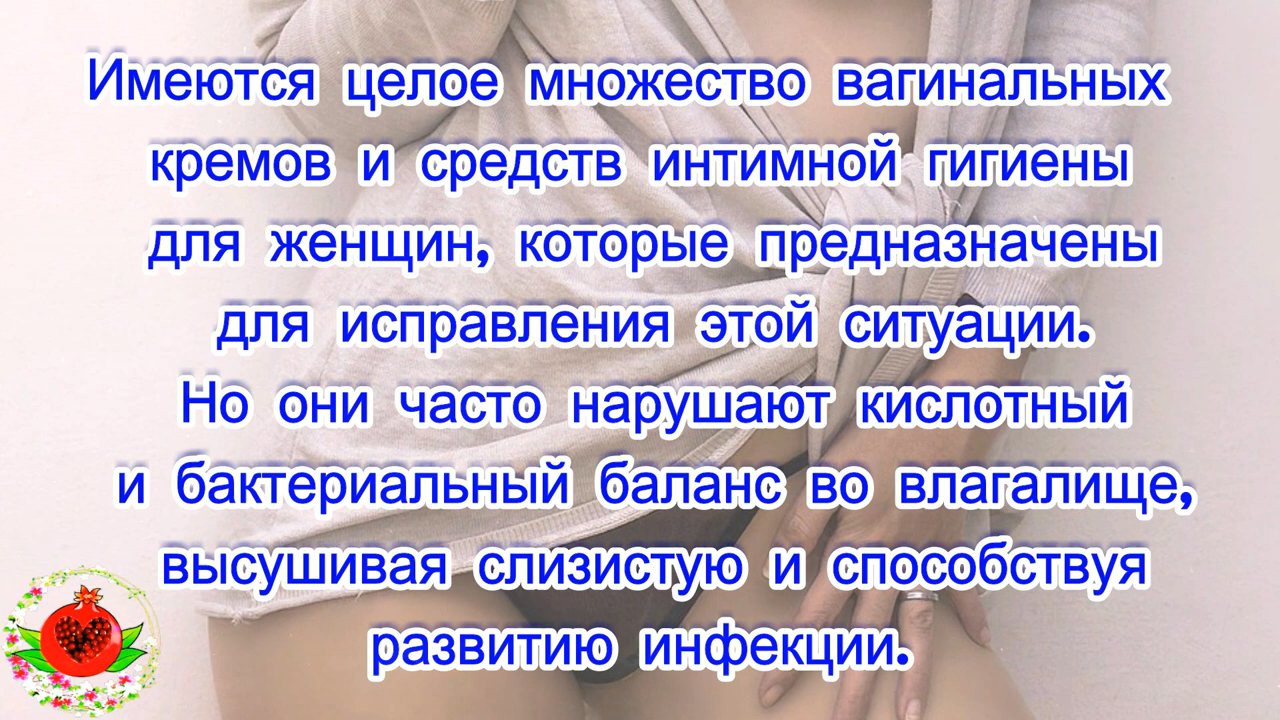 Имеются целое множество вагинальных
кремов и средств интимной гигиены
для женщин, которые предназначены
для исправления этой ситуации.
Но они часто нарушают кислотный
и бактериальный баланс во влагалище,
высушивая слизистую и способствуя
развитию инфекции.